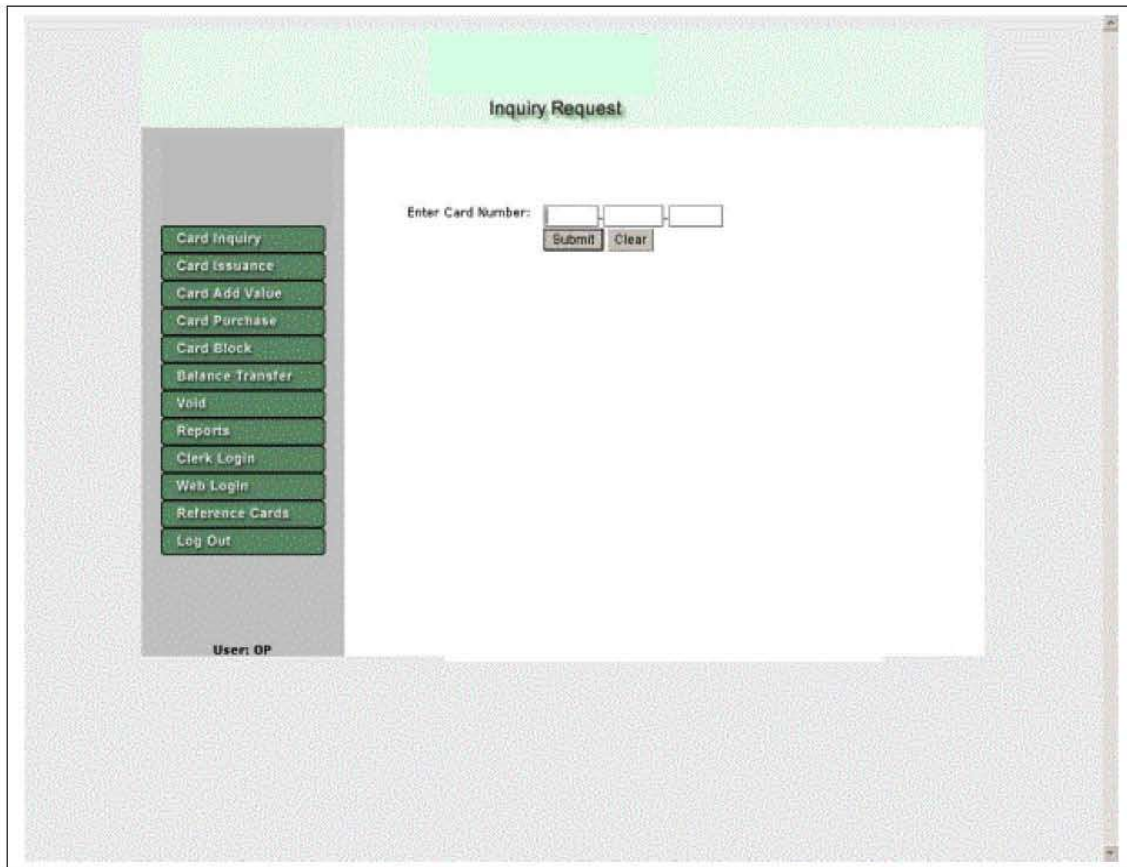 Inquiry Request
Enter Card Number:
Submit Clear
Card Inquiry
Card Issuance
Card Add Value
Card Purchase
Card Block
Balance Transfer
Void
Reports
Clerk Login
Web Login
Reference Cards
Log Out
User: OP